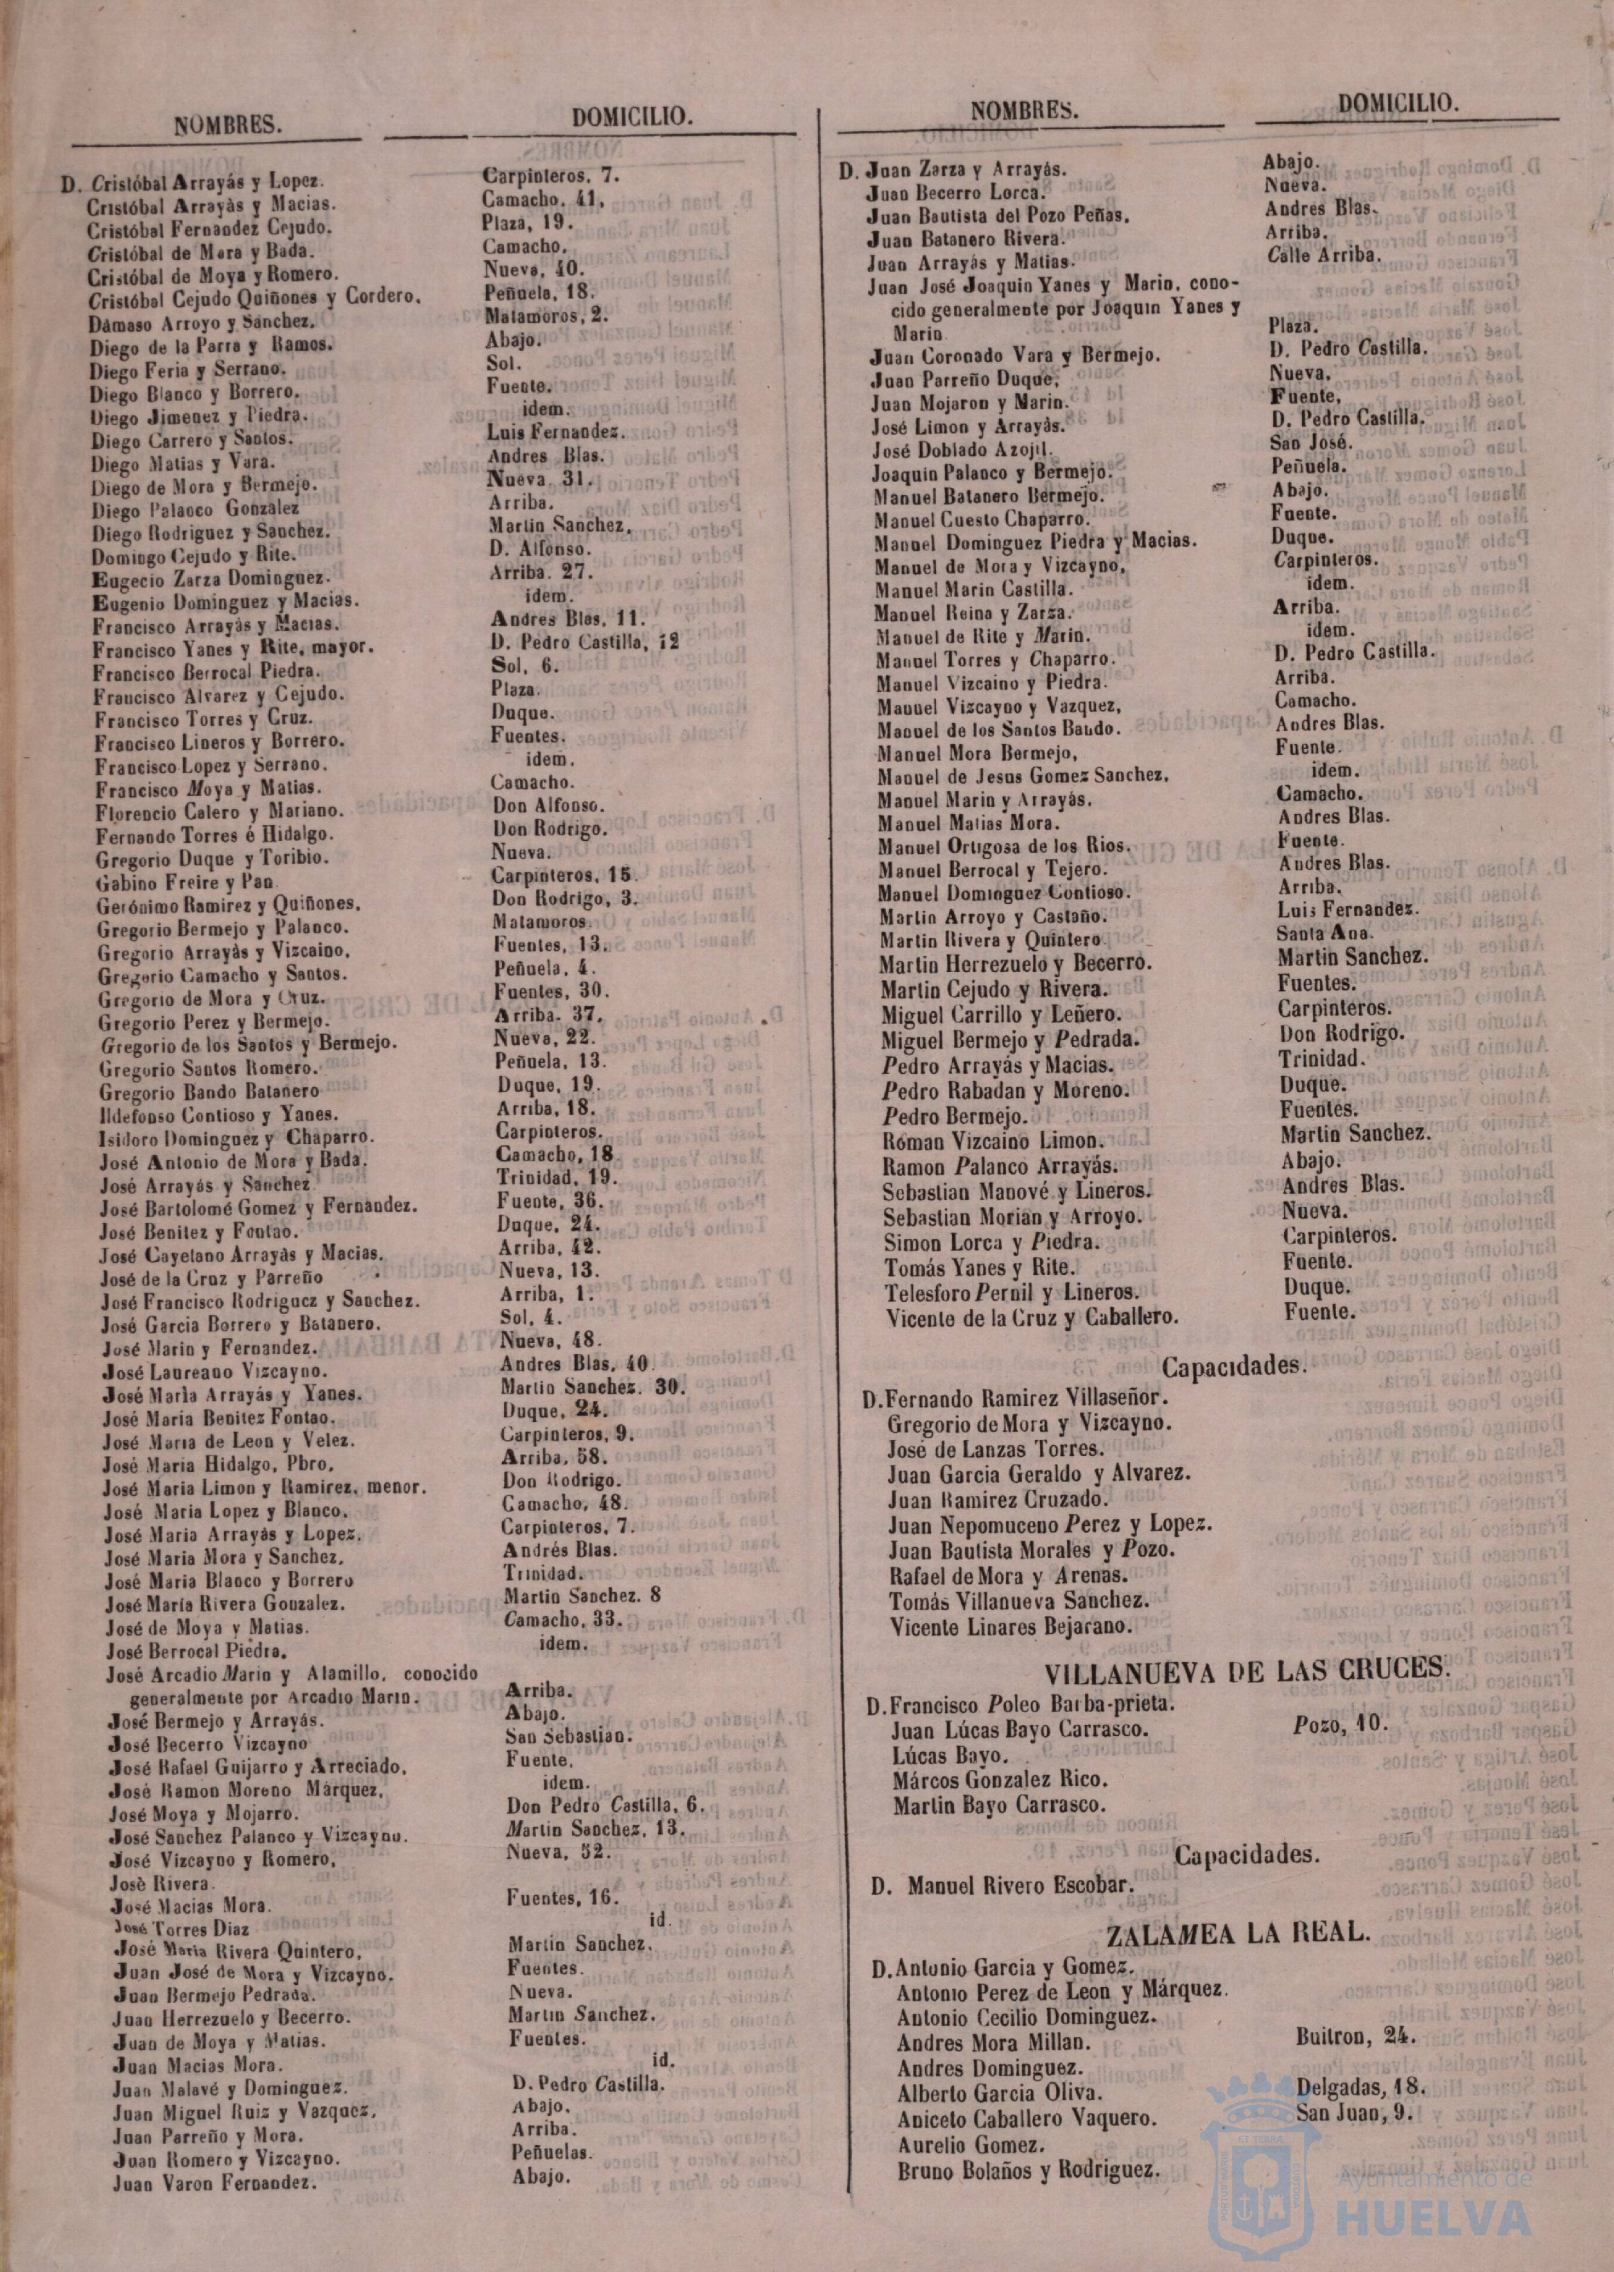 NOMBRES.
DOMICILIO.
D. Cristóbal Arrayás y Lopez.
Carpinteros, 7.
Cristóbal Arrayàs y Macias.
Camacho, 41,
Cristóbal Fernandez Cejudo.
Plaza, 19.
Cristóbal de Mora y Bada.
Camacho.
Cristóbal de Moya y Romero.
Nueva, 40.
Cristóbal Cejudo Quiñones y Cordero.
Peñuela, 18.
Dámaso Arroyo y Sanchez.
Matamoros, 2.
Diego de la Parra y Ramos.
Abajo.
Diego Feria y Serrano.
Sol.
Diego Blanco y Borrero.
Fuente.
Diego Jimenez y Piedra.
idem.
Diego Carrero y Santos.
Luis Fernandez.
Diego Matias y Vara.
Andres Blas.
Diego de Mora y Bermejo.
Nueva, 31.
Diego Palanco Gonzalez
Arriba.
Diego Rodriguez y Sanchez.
Martin Sanchez.
Domingo Cejudo y Rite.
D. Alfonso.
Eugecio Zarza Dominguez.
Arriba. 27.
Eugenio Dominguez y Macias.
idem.
Francisco Arrayàs y Macias.
Andres Blas, 11.
Francisco Yanes y Rite, mayor.
D. Pedro Castilla, 12
Francisco Berrocal Piedra.
Sol, 6.
Francisco Alvarez y Cejudo.
Plaza.
Francisco Torres y Cruz.
Duque.
Francisco Lineros y Borrero.
Fuentes.
Francisco Lopez y Serrano.
idem.
Francisco Moya y Matias.
Camacho.
Florencio Calero y Mariano.
Don Alfonso.
Fernando Torres é Hidalgo.
Don Rodrigo.
Gregorio Duque y Toribio.
Nueva.
Gabino Freire y Pan
Carpinteros, 15.
Gerónimo Ramirez y Quiñones.
Don Rodrigo, 3.
Gregorio Bermejo y Palanco.
Matamoros.
Gregorio Arrayàs y Vizcaino.
Fuentes, 13.
Gregorio Camacho y Santos.
Peñuela, 4.
Gregorio de Mora y Cruz.
Fuentes, 30.
Gregorio Perez y Bermejo.
Arriba- 37.
Gregorio de los Santos y Bermejo.
Nueva, 22.
Gregorio Santos Romero.
Peñuela, 13.
Gregorio Bando Batanero
Duque, 19.
Ildefonso Contioso y Yanes.
Arriba, 18.
Isidoro Dominguez y Chaparro.
Carpinteros.
José Antonio de Mora y Bada.
Camacho, 18.
José Arrayás y Sanchez
Trinidad, 19.
José Bartolomé Gomez y Fernandez.
Fuente, 36.
José Benitez y Fontao.
Duque, 24.
José Cayetano Arrayàs y Macias.
Arriba, 42.
José de la Cruz y Parreño
Nueva, 13.
José Francisco Rodriguez y Sanchez.
Arriba, 1.
José Garcia Borrero y Batanero.
Sol, 4.
José Marin y Fernandez.
Nueva, 48.
José Laureano Vizcayno.
Andres Blas, 40.
José Maria Arrayás y Yanes.
Martin Sanchez. 30.
José Maria Benitez Fontao.
Duque, 24.
José Maria de Leon y Velez.
Carpinteros, 9.
José Maria Hidalgo, Pbro,
Arriba, 58.
José Maria Limon y Ramirez, menor.
Don Rodrigo.
José Maria Lopez y Blanco.
Camacho, 48.
José Maria Arrayàs y Lopez.
Carpinteros, 7.
José Maria Mora y Sanchez.
Andrés Blas.
José Maria Blanco y Borrero
Trinidad.
José María Rivera Gonzalez.
Martin Sanchez. 8
José de Moya y Matias.
Camacho, 33.
José Berrocal Piedra.
idem.
José Arcadio Marin y Alamillo, conocido
generalmente por Arcadio Marin.
Arriba.
José Bermejo y Arrayás.
Abajo.
José Becerro Vizcayno
San Sebastian.
José Rafael Guijarro y Arreciado,
Fuente.
José Ramon Moreno Márquez,
idem.
José Moya y Mojarro.
Don Pedro Castilla, 6.
José Sanchez Palanco y Vizcayno.
Martin Sanchez, 13.
José Vizcayno y Romero,
Nueva, 52.
Josè Rivera.
José Macias Mora.
Fuentes, 16.
José Torres Diaz
id.
José Maria Rivera Quintero,
Martin Sanchez.
Juan José de Mora y Vizcayno.
Fuentes.
Juan Bermejo Pedrada.
Nueva.
Juan Herrezuelo y Becerro.
Martin Sanchez.
Juan de Moya y Matias.
Fuentes.
Juan Macias Mora.
id.
Juan Malavé y Dominguez.
D. Pedro Castilla.
Juan Miguel Ruiz y Vazquez,
Abajo.
Juan Parreño y Mora.
Arriba.
Juan Romero y Vizcayno.
Peñuelas.
Juan Varon Fernandez.
Abajo.
NOMBRES.
DOMICILIO.
D. Juan Zarza y Arrayás.
Abajo.
Juan Becerro Lorca.
Nueva.
Juan Bautista del Pozo Peñas,
Andrés Blas.
Juan Batanero Rivera.
Arriba.
Juan Arrayás y Matias.
Calle Arriba.
Juan José Joaquin Yanes y Marin, cono-
cido generalmente por Joaquin Yanes y
Marin
Plaza.
Juan Coronado Vara y Bermejo.
D. Pedro Castilla.
Juan Parreño Duque,
Nueva.
Juan Mojaron y Marin.
Fuente,
José Limon y Arrayàs.
D. Pedro Castilla.
José Doblado Azojil.
San José.
Joaquin Palanco y Bermejo.
Peñuela.
Manuel Batanero Bermejo.
Abajo.
Manuel Cuesto Chaparro.
Fuente.
Manuel Dominguez Piedra y Macias.
Duque.
Manuel de Mora y Vizcayno,
Carpinteros.
Manuel Marin Castilla.
idem.
Manuel Reina y Zarza.
Arriba.
Manuel de Rite y Marin.
idem.
Manuel Torres y Chaparro.
D. Pedro Castilla.
Manuel Vizcaino y Piedra.
Arriba.
Manuel Vizcayno y Vazquez,
Camacho.
Manuel de los Santos Bando.
Andres Blas.
Manuel Mora Bermejo,
Fuente.
Manuel de Jesus Gomez Sanchez,
idem.
Manuel Marin y Arrayàs.
Camacho.
Manuel Matias Mora.
Andres Blas.
Manuel Ortigosa de los Rios.
Fuente.
Manuel Berrocal y Tejero.
Andres Blas.
Manuel Dominguez Contioso.
Arriba.
Martin Arroyo y Castaño.
Luis Fernandez.
Martin Rivera y Quintero
Santa Ana.
Martin Herrezuelo y Becerro.
Martin Sanchez.
Martin Cejudo y Rivera.
Fuentes.
Miguel Carrillo y Leñero.
Carpinteros.
Miguel Bermejo y Pedrada.
Don Rodrigo.
Pedro Arrayás y Macias.
Trinidad.
Pedro Rabadan y Moreno.
Duque.
Pedro Bermejo.
Fuentes.
Róman Vizcaino Limon.
Martin Sanchez.
Ramon Palanco Arrayás.
Abajo.
Sebastian Manové y Lineros.
Andres Blas.
Sebastian Morian y Arroyo.
Nueva.
Simon Lorca y Piedra.
Carpinteros.
Tomás Yanes y Rite.
Fuente.
Telesforo Pernil y Lineros.
Duque.
Vicente de la Cruz y Caballero.
Fuente.
Capacidades.
D. Fernando Ramirez Villaseñor.
Gregorio de Mora y Vizcayno.
José de Lanzas Torres.
Juan Garcia Geraldo y Alvarez.
Juan Ramirez Cruzado.
Juan Nepomuceno Perez y Lopez.
Juan Bautista Morales y Pozo.
Rafael de Mora y Arenas.
Tomás Villanueva Sanchez.
Vicente Linares Bejarano.
VILLANUEVA DE LAS CRUCES.
D. Francisco Poleo Barba-prieta.
Juan Lúcas Bayo Carrasco.
Pozo, 10.
Lúcas Bayo.
Márcos Gonzalez Rico.
Martin Bayo Carrasco.
Capacidades.
D. Manuel Rivero Escobar.
ZALAMEA LA REAL.
D. Antonio Garcia y Gomez.
Antonio Perez de Leon y Márquez.
Antonio Cecilio Dominguez.
Andres Mora Millan.
Buitron, 24.
Andres Dominguez.
Alberto Garcia Oliva.
Delgadas, 18.
Aniceto Caballero Vaquero.
San Juan, 9.
Aurelio Gomez.
Bruno Bolaños y Rodriguez.
Ayuntamiento de
HUELVA